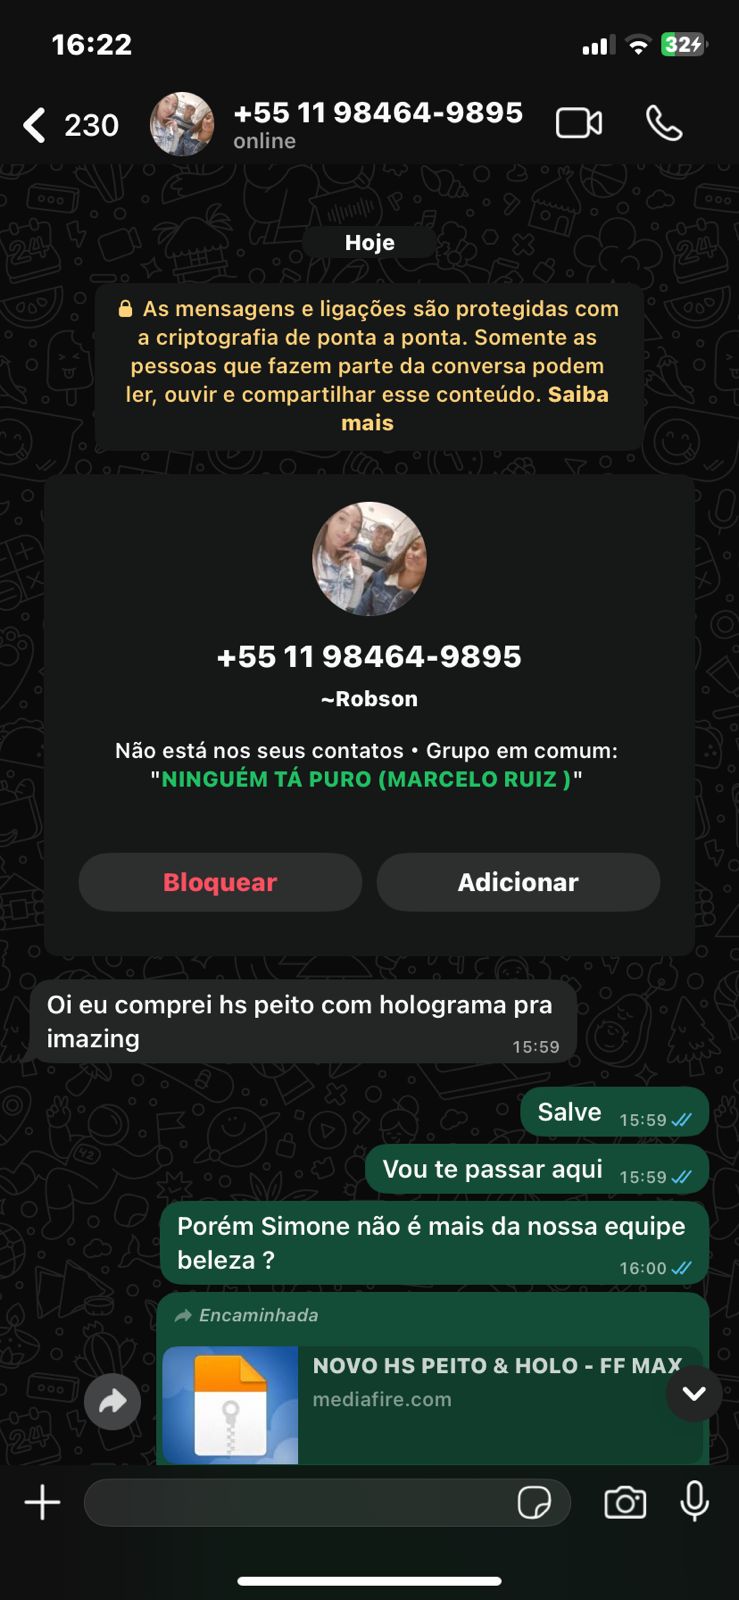 16:22
32
230
+55 11 98464-9895
online
Hoje
As mensagens e ligações são protegidas com
a criptografia de ponta a ponta. Somente as
pessoas que fazem parte da conversa podem
ler, ouvir e compartilhar esse conteúdo. Saiba
mais
+55 11 98464-9895
~Robson
Não está nos seus contatos • Grupo em comum:
"NINGUÉM TÁ PURO (MARCELO RUIZ )"
Bloquear
Adicionar
Oi eu comprei hs peito com holograma pra
imazing
15:59
Salve
15:59
Vou te passar aqui
15:59
Porém Simone não é mais da nossa equipe
beleza ?
16:00
Encaminhada
NOVO HS PEITO & HOLO - FF MAX
mediafire.com